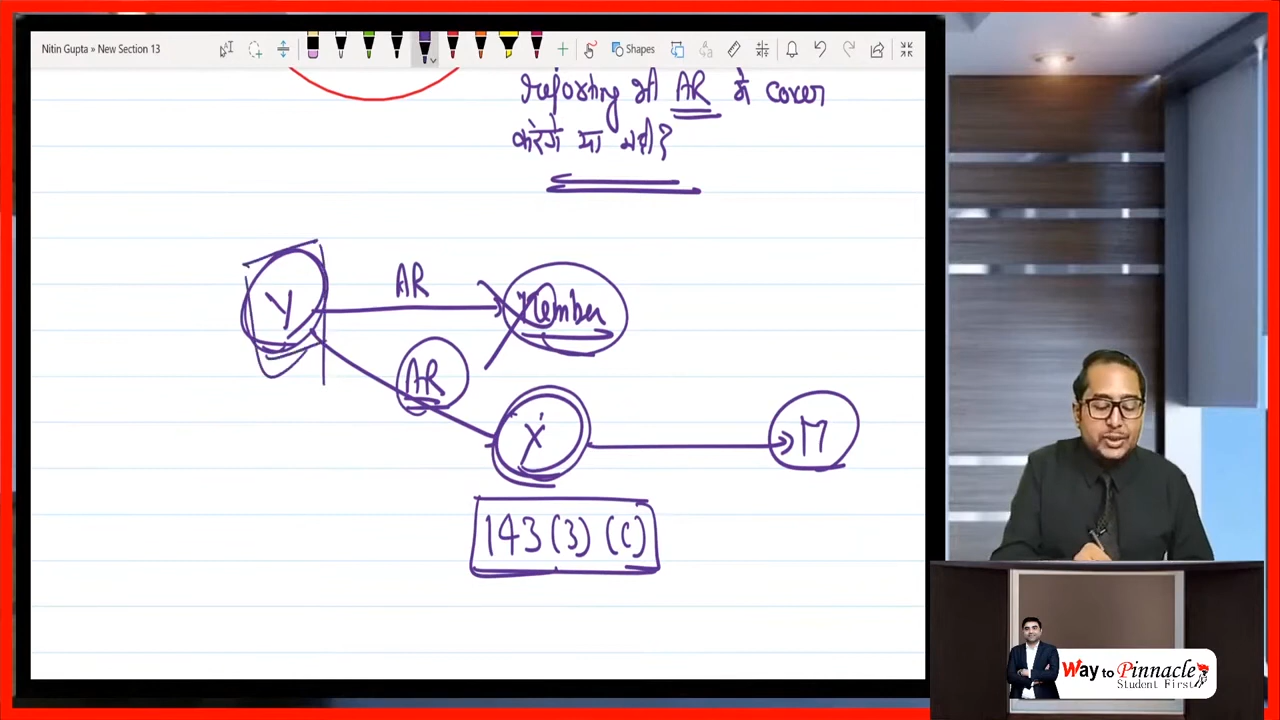 Nitin Gupta » New Section 13
Shapes
reporting भी AR में cover
करेंगे या नहीं?
Y
AR
Member
AR
X
M
143(3)(c)
Way to Pinnacle
Student First